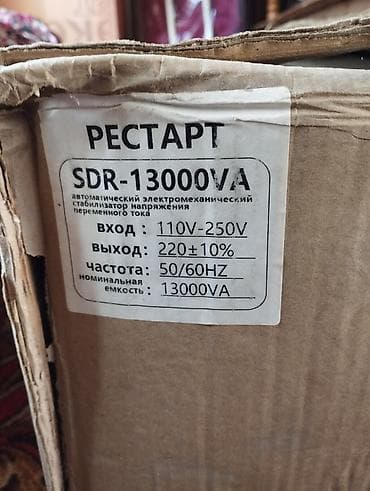 РЕСТАРТ
SDR-13000VA
автоматический электромеханический
стабилизатор напряжения
переменного тока
вход : 110V-250V
выход: 220±10%
частота: 50/60HZ
номинальная
емкость: 13000VA